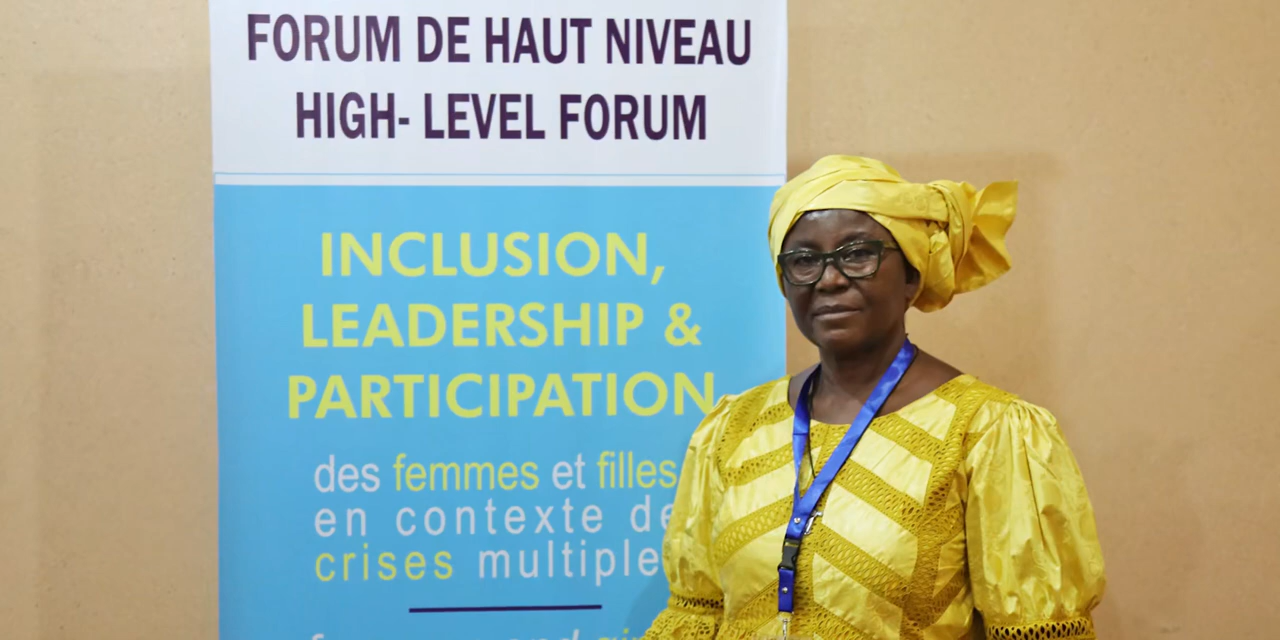 FORUM DE HAUT NIVEAU
HIGH- LEVEL FORUM
INCLUSION,
LEADERSHIP &
PARTICIPATION
des femmes et filles
en contexte de
crises multiple
and